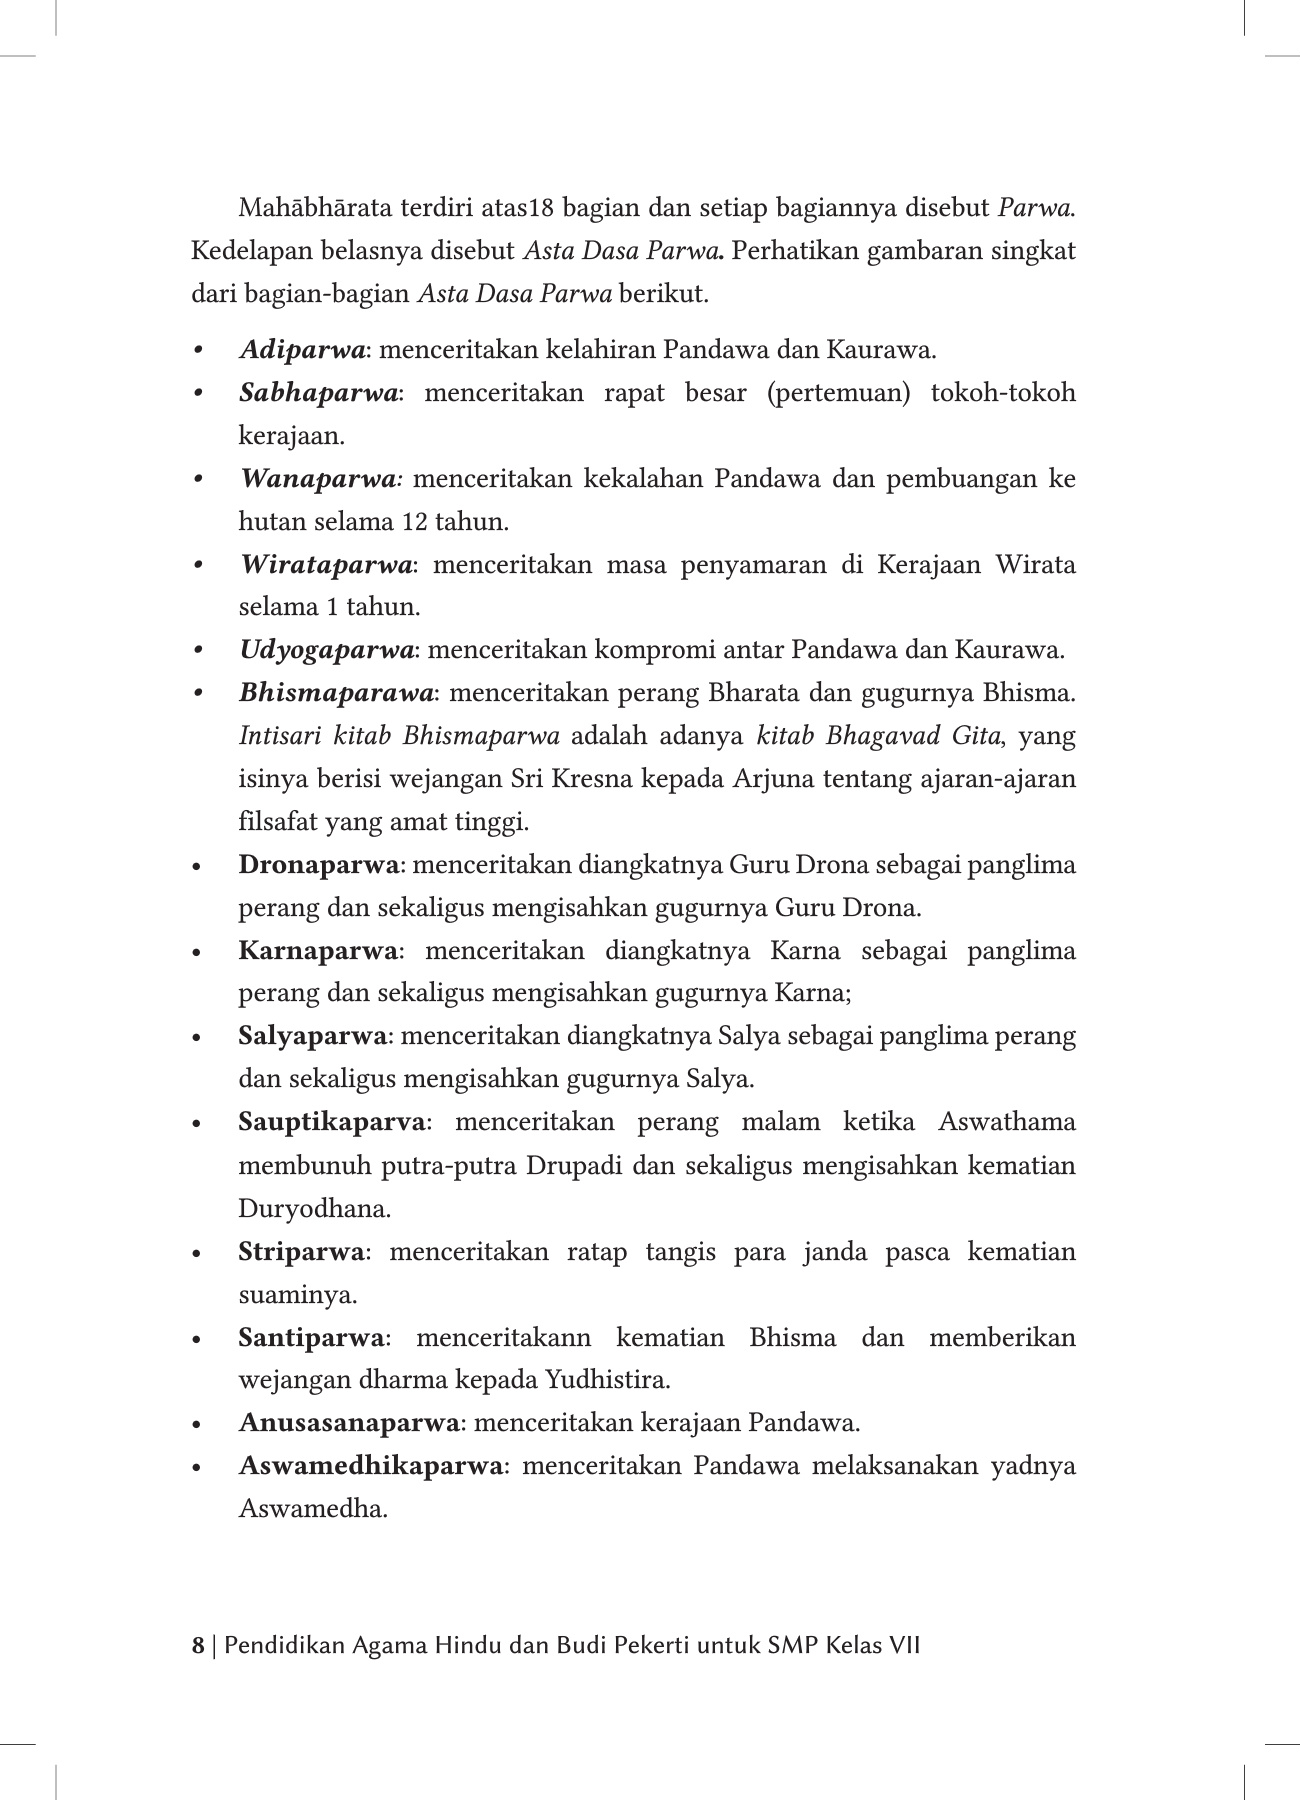 Mahābhārata terdiri atas18 bagian dan setiap bagiannya disebut Parwa.
Kedelapan belasnya disebut Asta Dasa Parwa. Perhatikan gambaran singkat
dari bagian-bagian Asta Dasa Parwa berikut.
• Adiparwa: menceritakan kelahiran Pandawa dan Kaurawa.
• Sabhaparwa: menceritakan rapat besar (pertemuan) tokoh-tokoh
kerajaan.
• Wanaparwa: menceritakan kekalahan Pandawa dan pembuangan ke
hutan selama 12 tahun.
• Wirataparwa: menceritakan masa penyamaran di Kerajaan Wirata
selama 1 tahun.
• Udyogaparwa: menceritakan kompromi antar Pandawa dan Kaurawa.
• Bhismaparawa: menceritakan perang Bharata dan gugurnya Bhisma.
Intisari kitab Bhismaparwa adalah adanya kitab Bhagavad Gita, yang
isinya berisi wejangan Sri Kresna kepada Arjuna tentang ajaran-ajaran
filsafat yang amat tinggi.
• Dronaparwa: menceritakan diangkatnya Guru Drona sebagai panglima
perang dan sekaligus mengisahkan gugurnya Guru Drona.
• Karnaparwa: menceritakan diangkatnya Karna sebagai panglima
perang dan sekaligus mengisahkan gugurnya Karna;
• Salyaparwa: menceritakan diangkatnya Salya sebagai panglima perang
dan sekaligus mengisahkan gugurnya Salya.
• Sauptikaparva: menceritakan perang malam ketika Aswathama
membunuh putra-putra Drupadi dan sekaligus mengisahkan kematian
Duryodhana.
• Striparwa: menceritakan ratap tangis para janda pasca kematian
suaminya.
• Santiparwa: menceritakann kematian Bhisma dan memberikan
wejangan dharma kepada Yudhistira.
• Anusasanaparwa: menceritakan kerajaan Pandawa.
• Aswamedhikaparwa: menceritakan Pandawa melaksanakan yadnya
Aswamedha.
8 | Pendidikan Agama Hindu dan Budi Pekerti untuk SMP Kelas VII